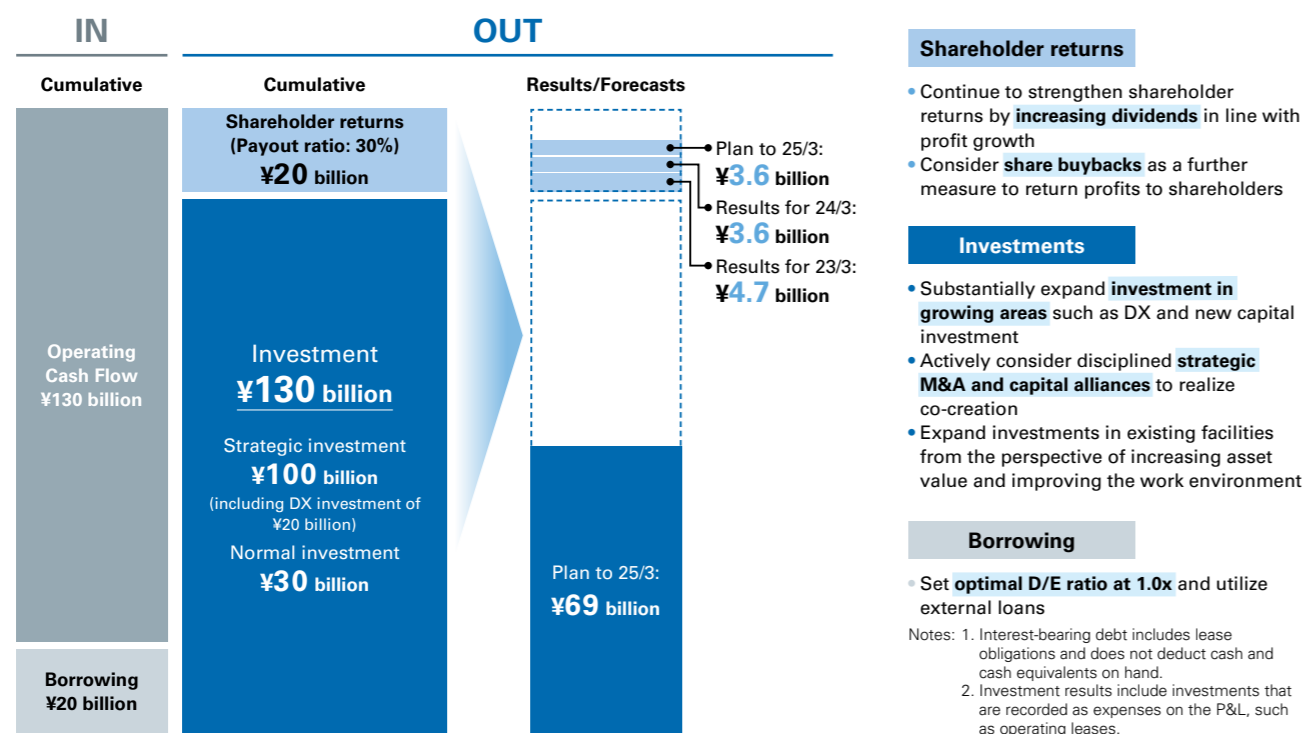 IN
OUT
Cumulative
Cumulative
Results/Forecasts
Operating
Cash Flow
¥130 billion
Borrowing
¥20 billion
Shareholder returns
(Payout ratio: 30%)
¥20 billion
Investment
¥130 billion
Strategic investment
¥100 billion
(including DX investment of
¥20 billion)
Normal investment
¥30 billion
Plan to 25/3:
¥3.6 billion
Results for 24/3:
¥3.6 billion
Results for 23/3:
¥4.7 billion
Plan to 25/3:
¥69 billion
Shareholder returns
• Continue to strengthen shareholder
returns by increasing dividends in line with
profit growth
• Consider share buybacks as a further
measure to return profits to shareholders
Investments
• Substantially expand investment in
growing areas such as DX and new capital
investment
• Actively consider disciplined strategic
M&A and capital alliances to realize
co-creation
• Expand investments in existing facilities
from the perspective of increasing asset
value and improving the work environment
Borrowing
• Set optimal D/E ratio at 1.0x and utilize
external loans
Notes: 1. Interest-bearing debt includes lease
obligations and does not deduct cash and
cash equivalents on hand.
2. Investment results include investments that
are recorded as expenses on the P&L, such
as operating leases.